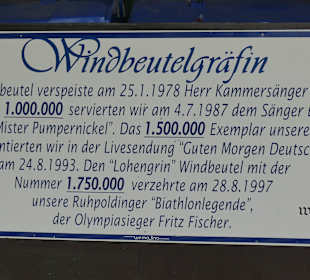 Windbeutelgräfin
beutel verspeiste am 25.1.1978 Herr Kammersänger
1.000.000 servierten wir am 4.7.1987 dem Sänger
Mister Pumpernickel". Das 1.500.000 Exemplar unsere
ntierten wir in der Livesendung "Guten Morgen Deutsc
am 24.8.1993. Den "Lohengrin" Windbeutel mit der
Nummer 1.750.000 verzehrte am 28.8.1997
unsere Ruhpoldinger "Biathlonlegende",
der Olympiasieger Fritz Fischer.